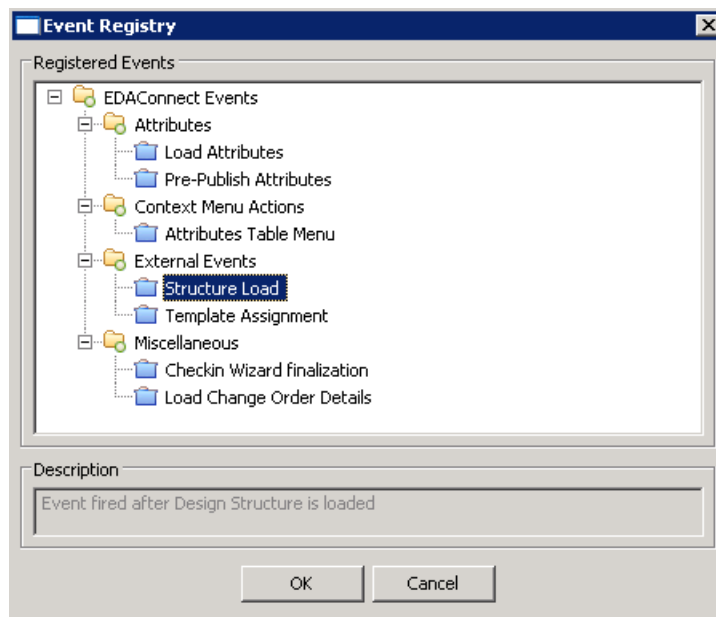 Event Registry
Registered Events
EDAConnect Events
Attributes
Load Attributes
Pre-Publish Attributes
Context Menu Actions
Attributes Table Menu
External Events
Structure Load
Template Assignment
Miscellaneous
Checkin Wizard finalization
Load Change Order Details
Description
Event fired after Design Structure is loaded
OK Cancel